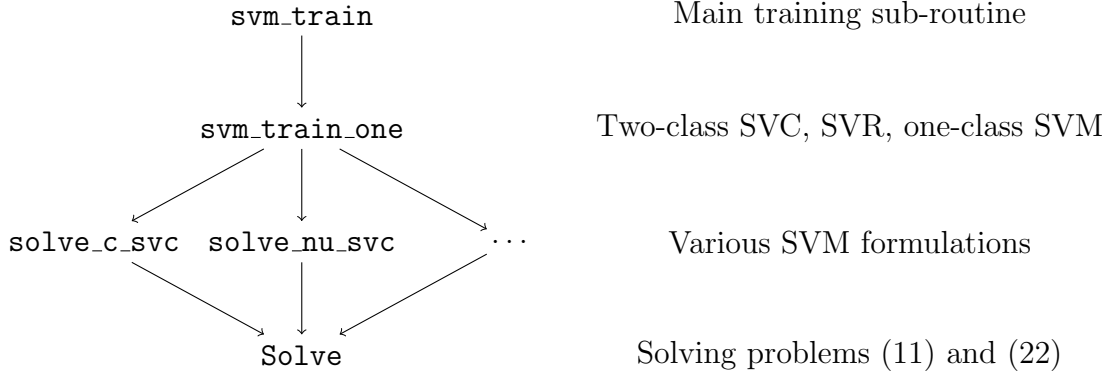 svm_train Main training sub-routine
svm_train_one Two-class SVC, SVR, one-class SVM
solve_c_svc solve_nu_svc ... Various SVM formulations
Solve Solving problems (11) and (22)